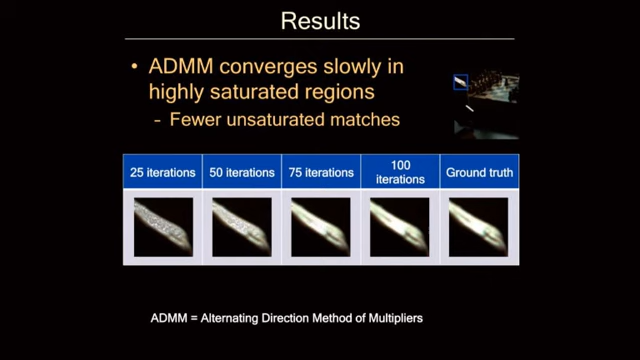 Results
• ADMM converges slowly in
highly saturated regions
- Fewer unsaturated matches
25 iterations 50 iterations 75 iterations 100 iterations Ground truth
ADMM = Alternating Direction Method of Multipliers